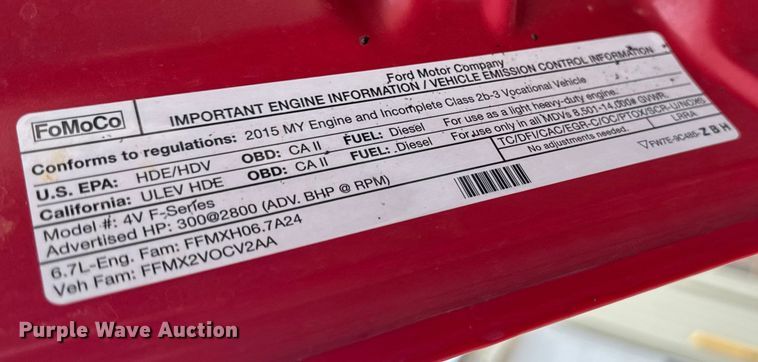 Ford Motor Company
FoMoCo
IMPORTANT ENGINE INFORMATION / VEHICLE EMISSION CONTROL INFORMATION
Conforms to regulations: 2015 MY Engine and Incomplete Class 2b-3 Vocational Vehicle
U.S. EPA: HDE/HDV OBD: CA II FUEL: Diesel For use as a light heavy-duty engine.
California: ULEV HDE OBD: CA II FUEL: Diesel For use only in all MDVs 8,501-14,000# GVWR.
Model #: 4V F-Series TC/DFI/CAC/EGR-C/OC/PTOX/SCR-U/NOXS
Advertised HP: 300@2800 (ADV. BHP @ RPM) No adjustments needed. LRRA
6.7L-Eng. Fam: FFMXH06.7A24 FW7E-9C485-ZBH
Veh Fam: FFMX2VOCV2AA
Purple Wave Auction